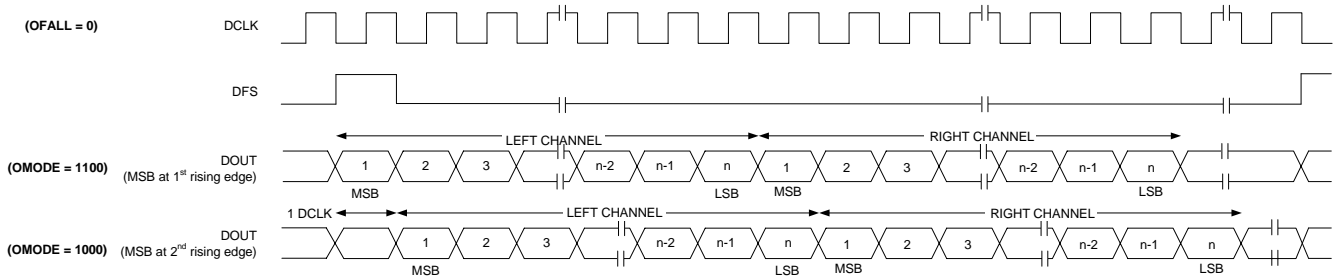 (OFALL = 0) DCLK
DFS
LEFT CHANNEL RIGHT CHANNEL
(OMODE = 1100) DOUT 1 2 3 n-2 n-1 n 1 2 3 n-2 n-1 n
(MSB at 1st rising edge)
MSB LSB MSB LSB
1 DCLK LEFT CHANNEL RIGHT CHANNEL
(OMODE = 1000) DOUT 1 2 3 n-2 n-1 n 1 2 3 n-2 n-1 n
(MSB at 2nd rising edge)
MSB LSB MSB LSB